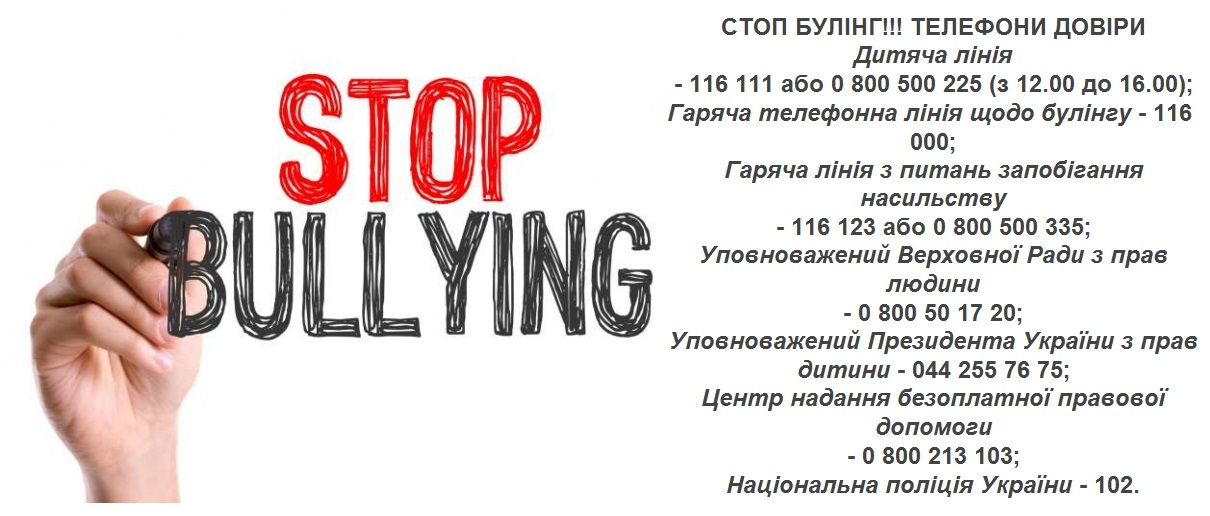 STOP
BULLYING
СТОП БУЛІНГ!!! ТЕЛЕФОНИ ДОВІРИ
Дитяча лінія
- 116 111 або 0 800 500 225 (з 12.00 до 16.00);
Гаряча телефонна лінія щодо булінгу - 116
000;
Гаряча лінія з питань запобігання
насильству
- 116 123 або 0 800 500 335;
Уповноважений Верховної Ради з прав
людини
- 0 800 50 17 20;
Уповноважений Президента України з прав
дитини - 044 255 76 75;
Центр надання безоплатної правової
допомоги
- 0 800 213 103;
Національна поліція України - 102.